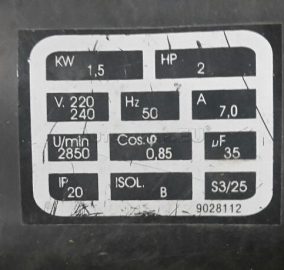 KW 1,5 HP 2
V. 220 Hz A
240 50 7,0
U/min Cos.φ µF
2850 0,85 35
IP ISOL. S3/25
20 B
9028112